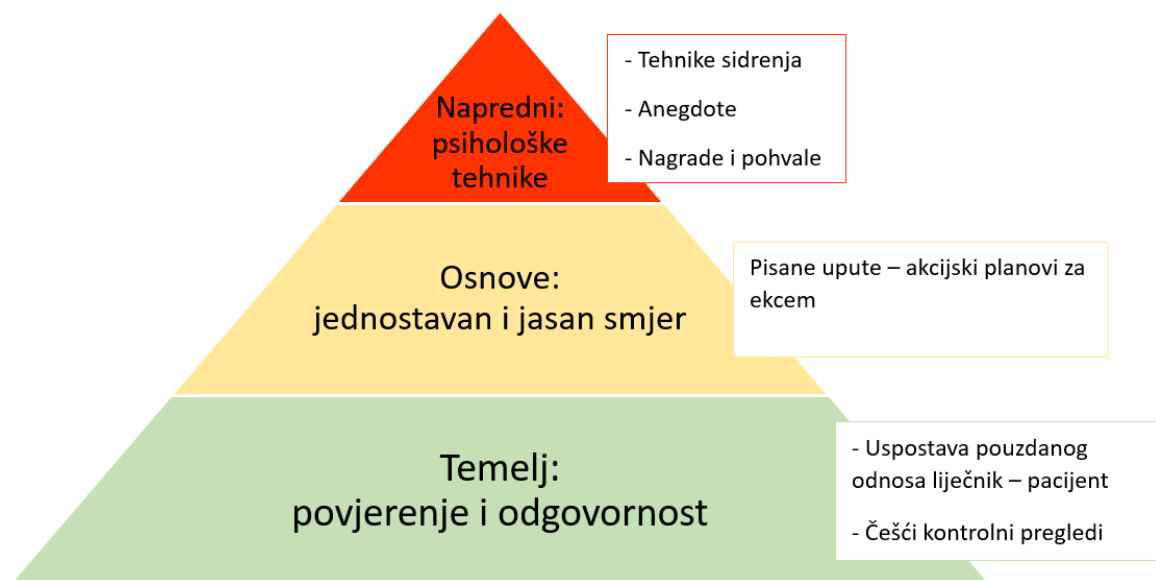 Napredni:
psihološke
tehnike
- Tehnike sidrenja
- Anegdote
- Nagrade i pohvale
Osnove:
jednostavan i jasan smjer
Pisane upute – akcijski planovi za
ekcem
Temelj:
povjerenje i odgovornost
- Uspostava pouzdanog
odnosa liječnik – pacijent
- Češći kontrolni pregledi